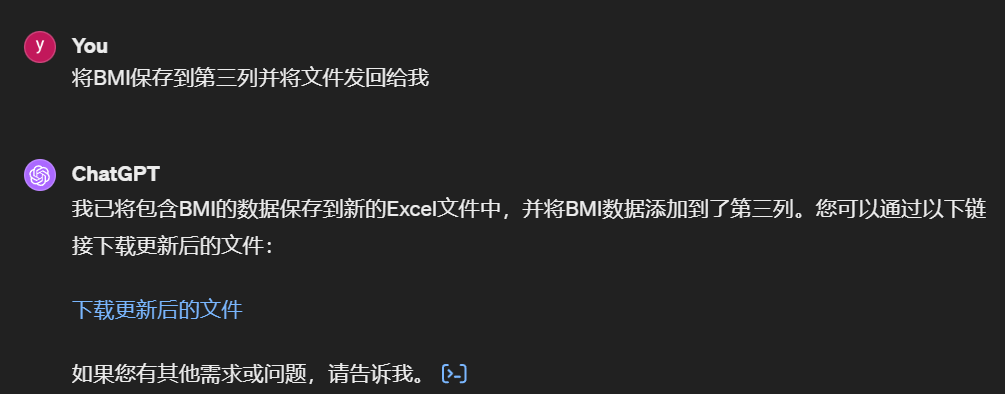 y
You
将BMI保存到第三列并将文件发回给我
ChatGPT
我已将包含BMI的数据保存到新的Excel文件中，并将BMI数据添加到了第三列。您可以通过以下链
接下载更新后的文件：
下载更新后的文件
如果您有其他需求或问题，请告诉我。 [>-]